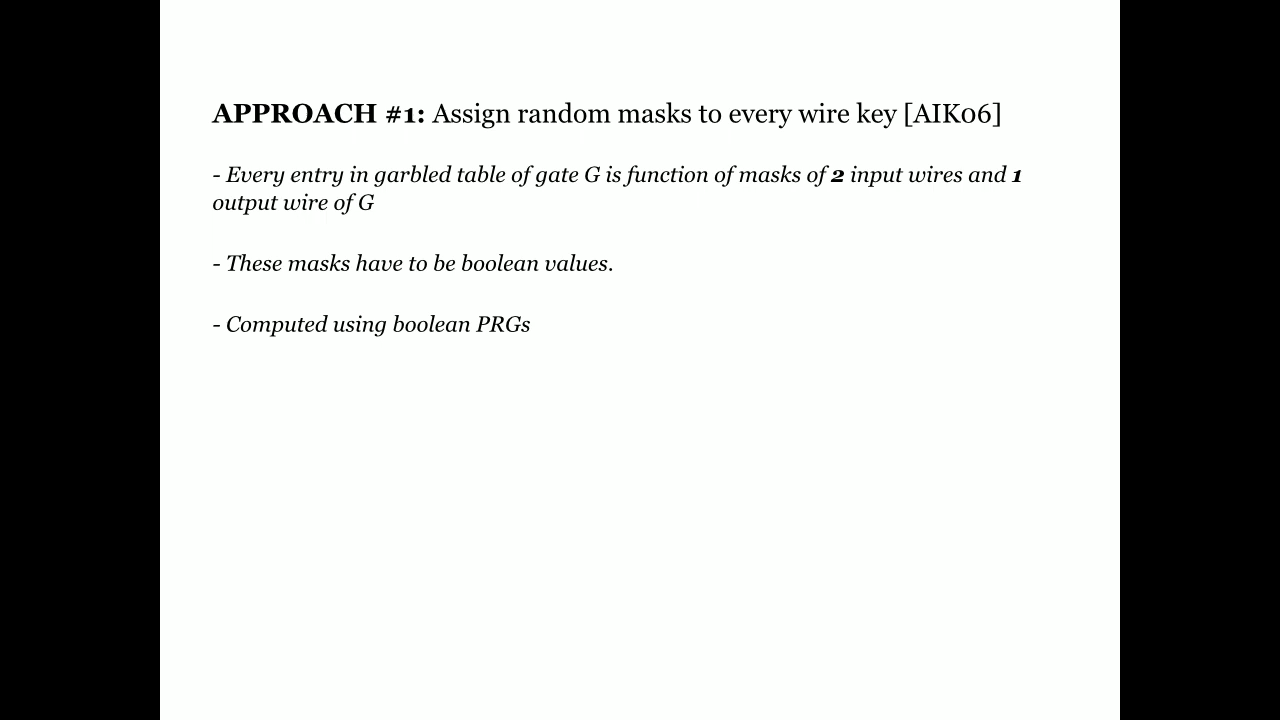 APPROACH #1: Assign random masks to every wire key [AIK06]
- Every entry in garbled table of gate G is function of masks of 2 input wires and 1
output wire of G
- These masks have to be boolean values.
- Computed using boolean PRGs